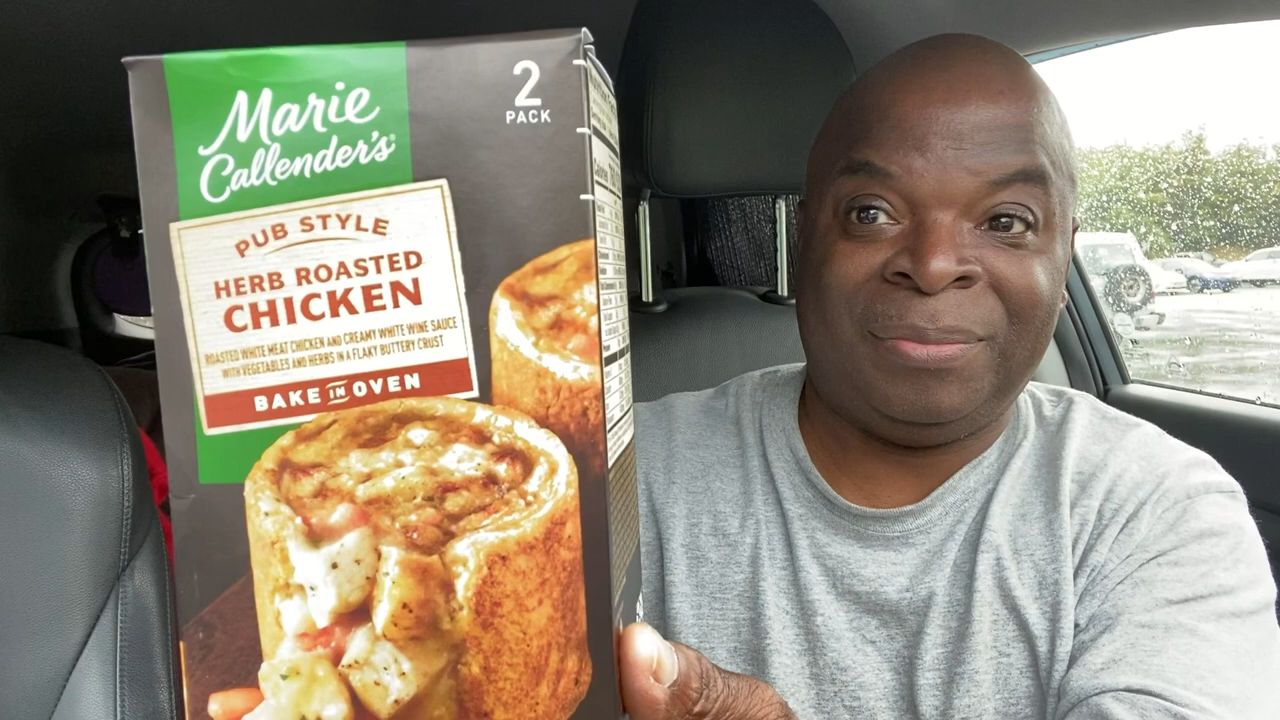 Marie
Callender's®
2
PACK
PUB STYLE
HERB ROASTED
CHICKEN
ROASTED WHITE MEAT CHICKEN AND CREAMY WHITE WINE SAUCE
WITH VEGETABLES AND HERBS IN A FLAKY BUTTERY CRUST
BAKE IN OVEN